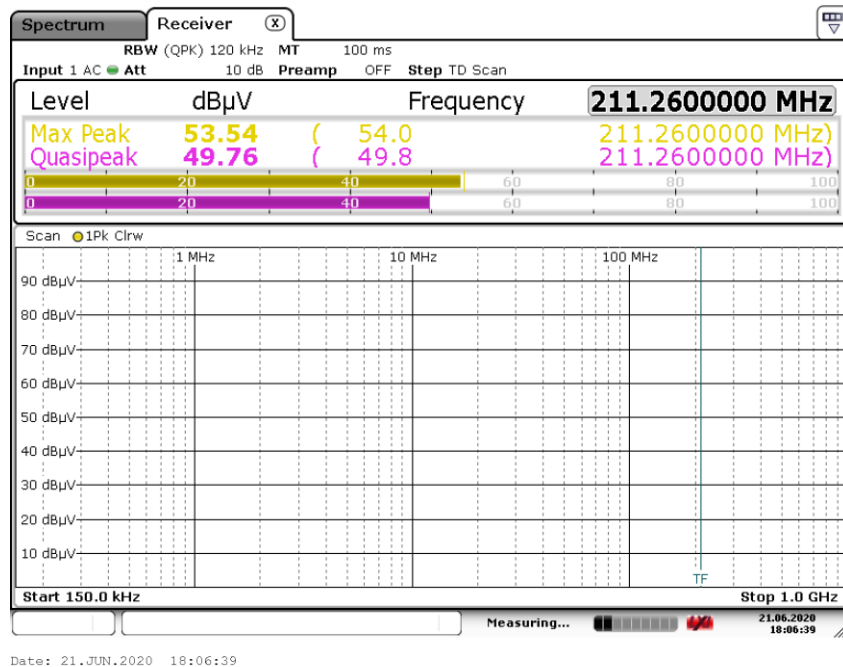 Spectrum Receiver X
RBW (QPK) 120 kHz MT 100 ms
Input 1 AC Att 10 dB Preamp OFF Step TD Scan
Level dBµV Frequency 211.2600000 MHz
Max Peak 53.54 ( 54.0 211.2600000 MHz)
Quasipeak 49.76 ( 49.8 211.2600000 MHz)
0 20 40 60 80 100
0 20 40 60 80 100
Scan 1Pk Clrw
1 MHz 10 MHz 100 MHz
90 dBµV
80 dBµV
70 dBµV
60 dBµV
50 dBµV
40 dBµV
30 dBµV
20 dBµV
10 dBµV
TF
Start 150.0 kHz Stop 1.0 GHz
Measuring... 21.06.2020
18:06:39
Date: 21.JUN.2020 18:06:39